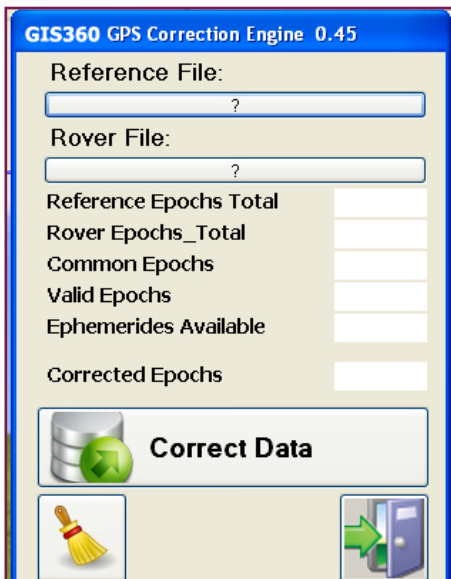 GIS360 GPS Correction Engine 0.45
Reference File:
?
Rover File:
?
Reference Epochs Total
Rover Epochs_Total
Common Epochs
Valid Epochs
Ephemerides Available
Corrected Epochs
Correct Data